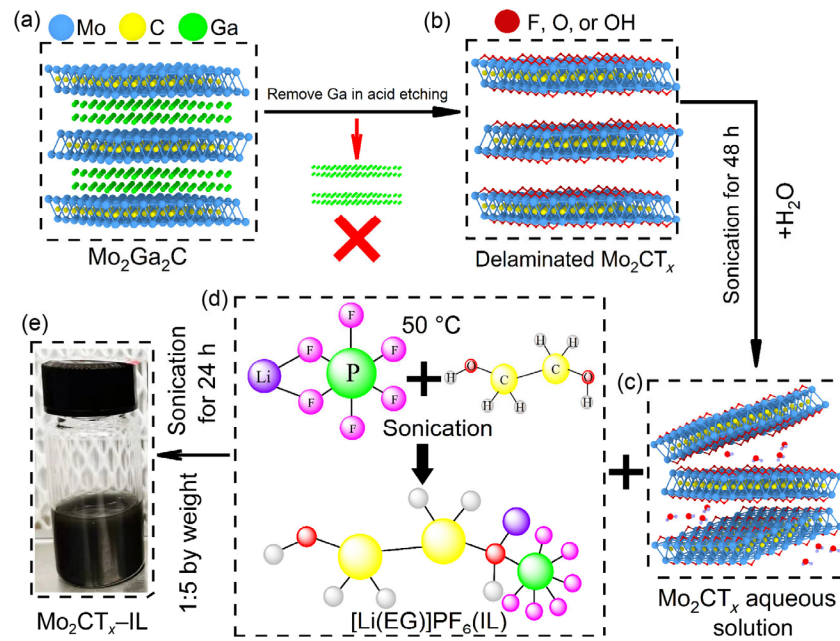 (a) Mo C Ga
F, O, or OH
(b)
Remove Ga in acid etching
Mo₂Ga₂C
Delaminated Mo₂CTₓ
Sonication for 48 h
+H₂O
(c)
Mo₂CTₓ aqueous
solution
+
(d)
50 °C
Li F F F F F F P
+
H O C C O H H H H H
Sonication
[Li(EG)]PF₆(IL)
Sonication
for 24 h
1:5 by weight
(e)
Mo₂CTₓ–IL